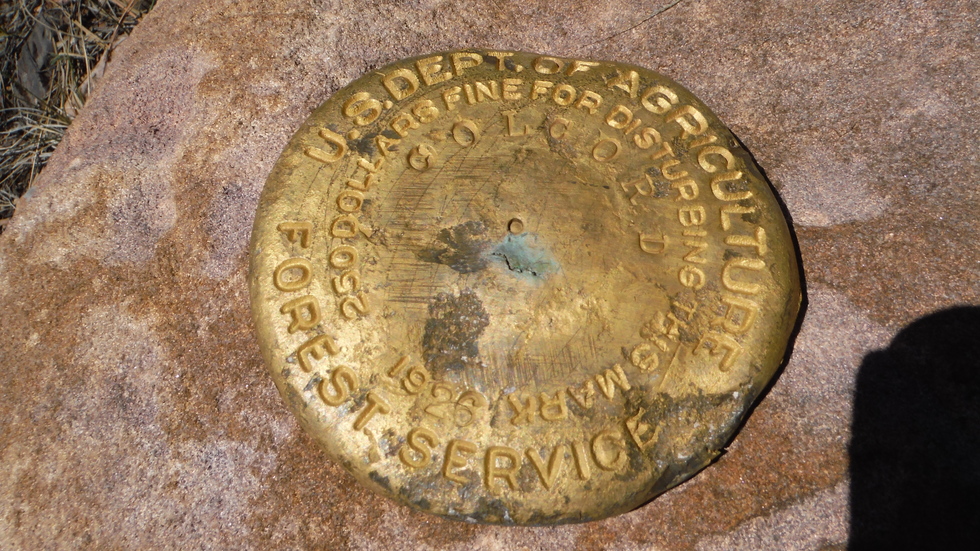 U.S. DEPT. OF AGRICULTURE
FOREST SERVICE
250 DOLLARS FINE FOR DISTURBING THIS MARK
1926